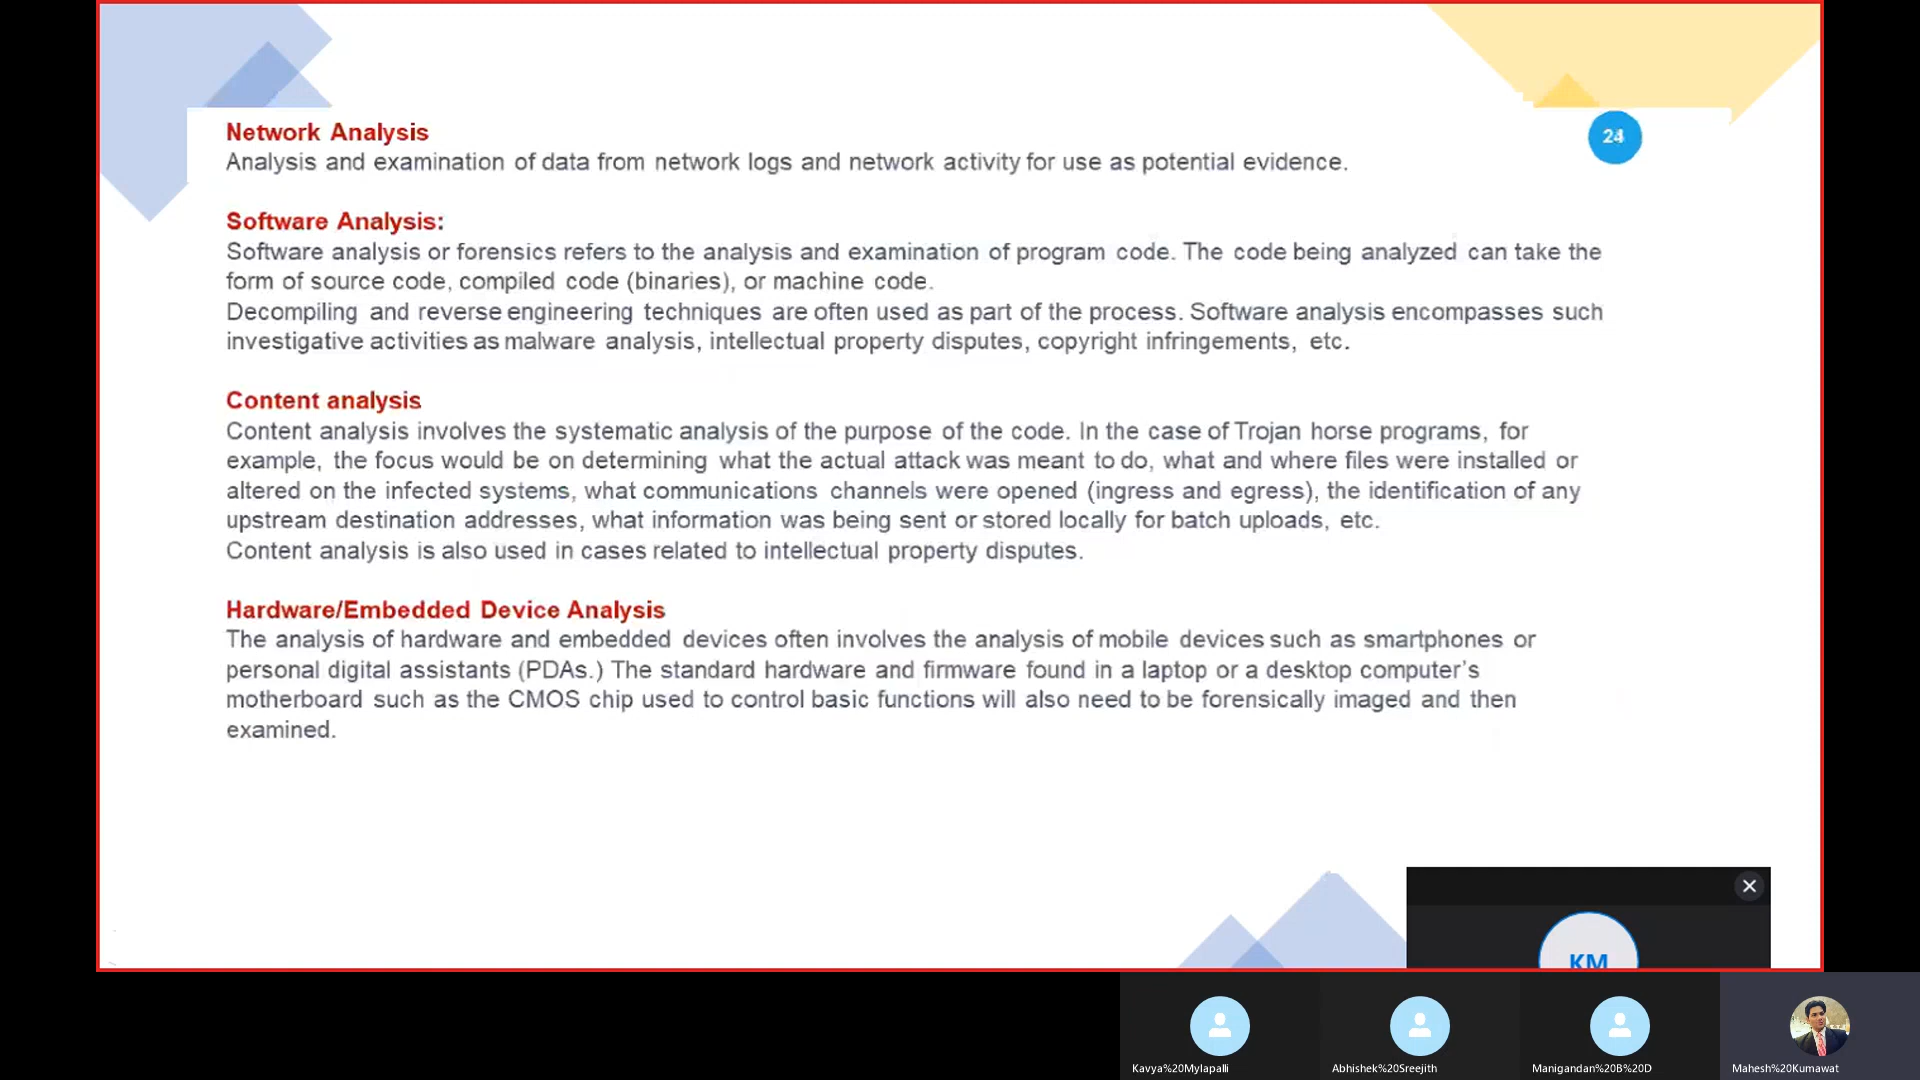 Network Analysis
24
Analysis and examination of data from network logs and network activity for use as potential evidence.
Software Analysis:
Software analysis or forensics refers to the analysis and examination of program code. The code being analyzed can take the
form of source code, compiled code (binaries), or machine code.
Decompiling and reverse engineering techniques are often used as part of the process. Software analysis encompasses such
investigative activities as malware analysis, intellectual property disputes, copyright infringements, etc.
Content analysis
Content analysis involves the systematic analysis of the purpose of the code. In the case of Trojan horse programs, for
example, the focus would be on determining what the actual attack was meant to do, what and where files were installed or
altered on the infected systems, what communications channels were opened (ingress and egress), the identification of any
upstream destination addresses, what information was being sent or stored locally for batch uploads, etc.
Content analysis is also used in cases related to intellectual property disputes.
Hardware/Embedded Device Analysis
The analysis of hardware and embedded devices often involves the analysis of mobile devices such as smartphones or
personal digital assistants (PDAs.) The standard hardware and firmware found in a laptop or a desktop computer's
motherboard such as the CMOS chip used to control basic functions will also need to be forensically imaged and then
examined.
KM
Kavya%20Mylapalli
Abhishek%20Sreejith
Manigandan%20B%20D
Mahesh%20Kumawat